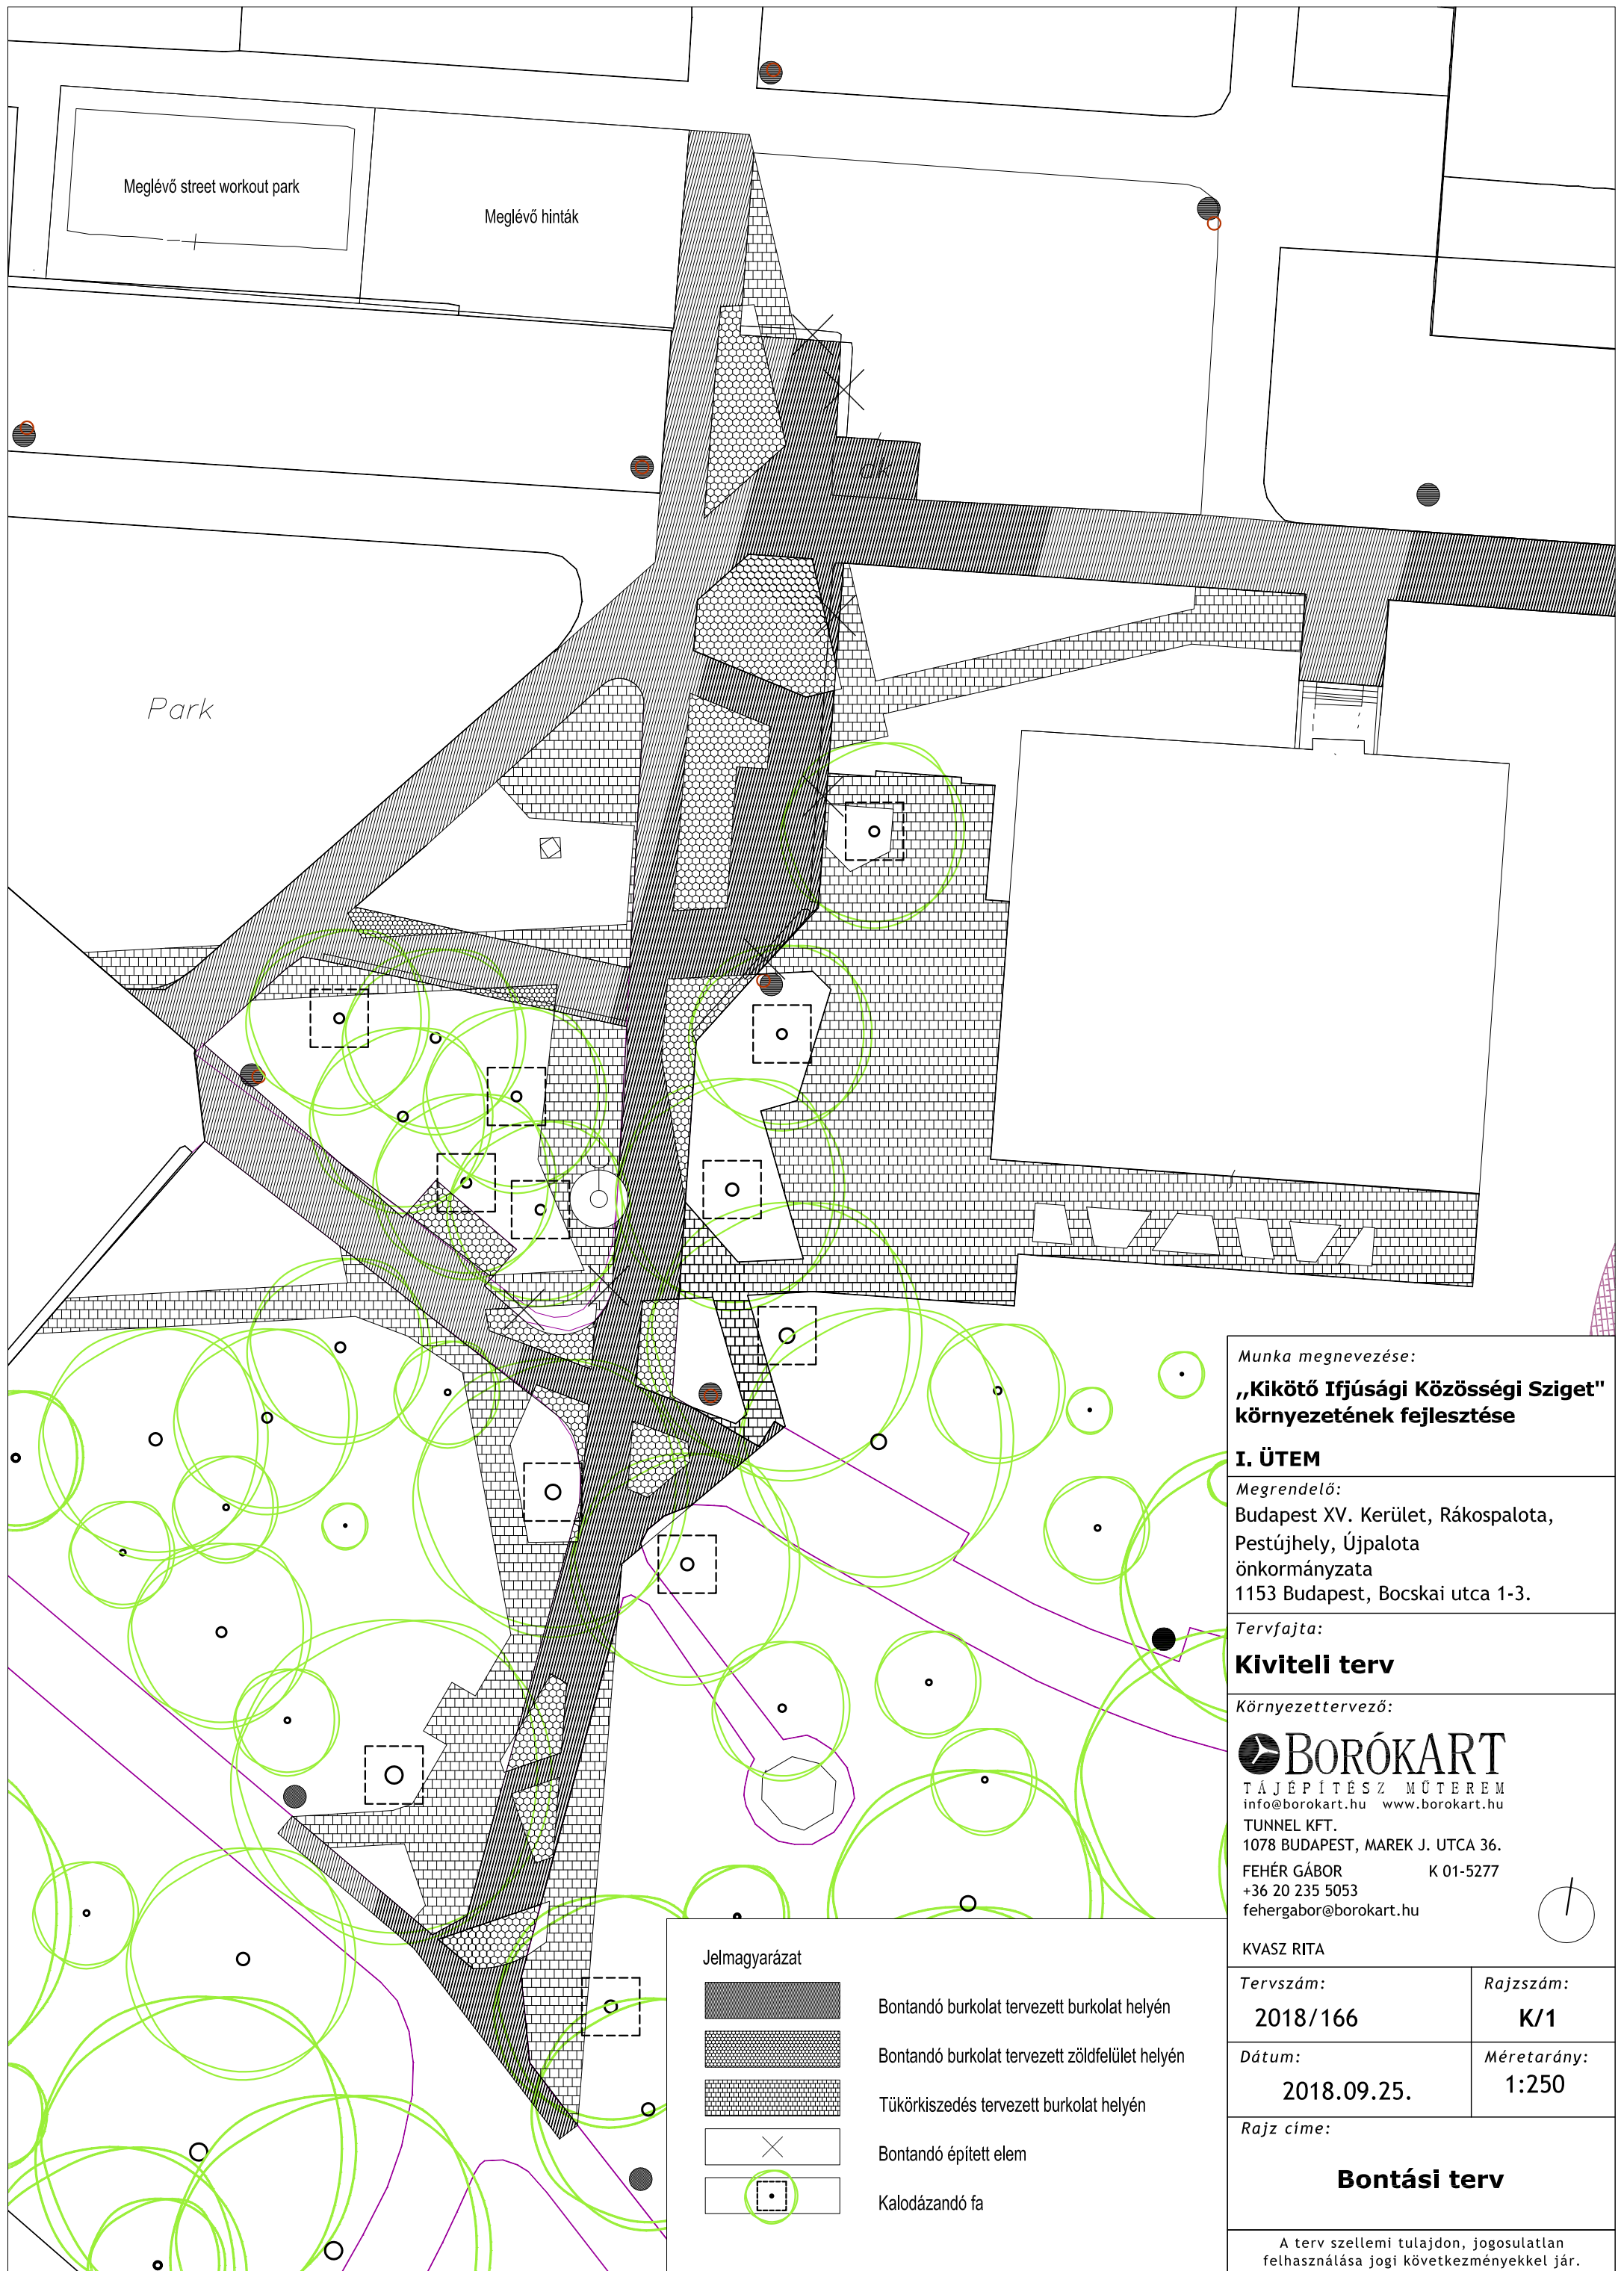 Meglévő street workout park
Meglévő hinták
dk
Park
Munka megnevezése:
,,Kikötő Ifjúsági Közösségi Sziget"
környezetének fejlesztése
I. ÜTEM
Megrendelő:
Budapest XV. Kerület, Rákospalota,
Pestújhely, Újpalota
önkormányzata
1153 Budapest, Bocskai utca 1-3.
Tervfajta:
Kiviteli terv
Környezettervező:
BORÓKART
TÁJÉPÍTÉSZ MŰTEREM
info@borokart.hu www.borokart.hu
TUNNEL KFT.
1078 BUDAPEST, MAREK J. UTCA 36.
FEHÉR GÁBOR K 01-5277
+36 20 235 5053
fehergabor@borokart.hu
KVASZ RITA
Tervszám: Rajzszám:
2018/166 K/1
Dátum: Méretarány:
2018.09.25. 1:250
Rajz címe:
Bontási terv
A terv szellemi tulajdon, jogosulatlan
felhasználása jogi következményekkel jár.
Jelmagyarázat
Bontandó burkolat tervezett burkolat helyén
Bontandó burkolat tervezett zöldfelület helyén
Tükörkiszedés tervezett burkolat helyén
Bontandó épített elem
Kalodázandó fa